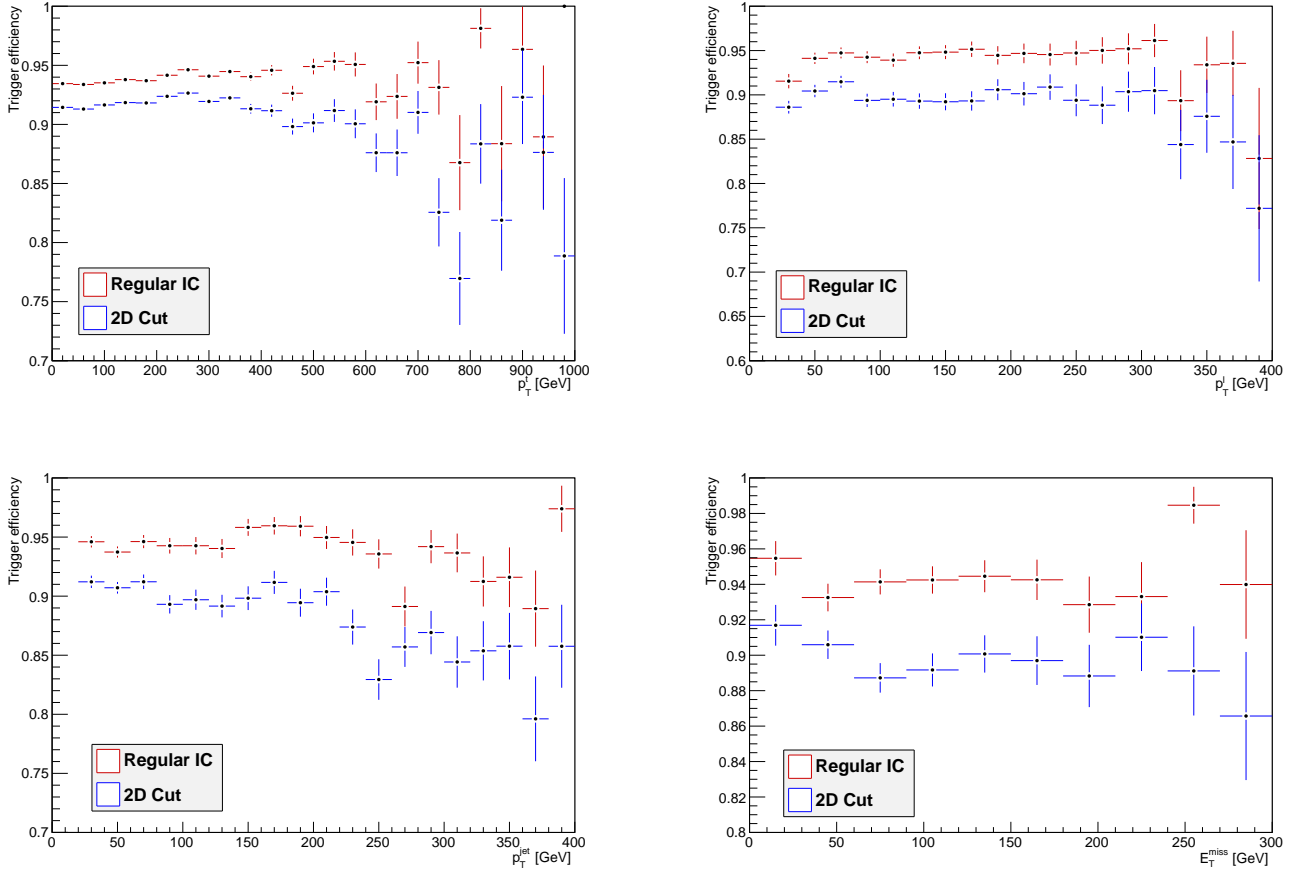 Trigger efficiency
1
0.95
0.9
0.85
0.8
0.75
0.7
0 100 200 300 400 500 600 700 800 900 1000
p_T^t [GeV]
Regular IC
2D Cut
Trigger efficiency
1
0.95
0.9
0.85
0.8
0.75
0.7
0.65
0.6
0 50 100 150 200 250 300 350 400
p_T^l [GeV]
Regular IC
2D Cut
Trigger efficiency
1
0.95
0.9
0.85
0.8
0.75
0.7
0 50 100 150 200 250 300 350 400
p_T^jet [GeV]
Regular IC
2D Cut
Trigger efficiency
1
0.98
0.96
0.94
0.92
0.9
0.88
0.86
0.84
0.82
0.8
0 50 100 150 200 250 300
E_T^miss [GeV]
Regular IC
2D Cut